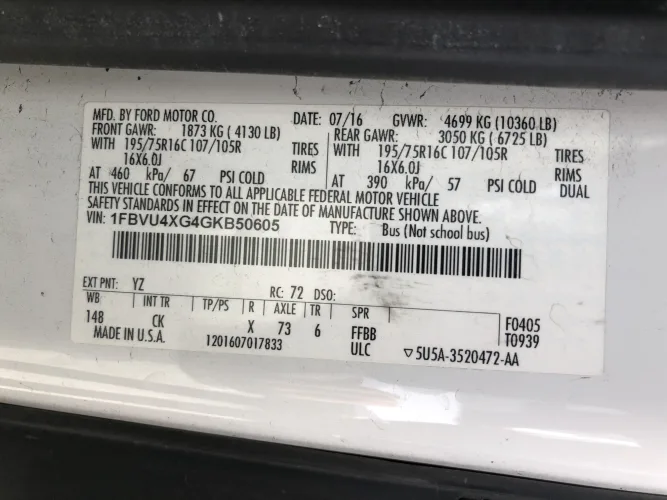 MFD. BY FORD MOTOR CO. DATE: 07/16 GVWR: 4699 KG (10360 LB)
FRONT GAWR: 1873 KG (4130 LB) REAR GAWR: 3050 KG (6725 LB)
WITH 195/75R16C 107/105R TIRES WITH 195/75R16C 107/105R TIRES
16X6.0J RIMS 16X6.0J RIMS
AT 460 kPa/ 67 PSI COLD AT 390 kPa/ 57 PSI COLD DUAL
THIS VEHICLE CONFORMS TO ALL APPLICABLE FEDERAL MOTOR VEHICLE
SAFETY STANDARDS IN EFFECT ON THE DATE OF MANUFACTURE SHOWN ABOVE.
VIN: 1FBVU4XG4GKB50605 TYPE: Bus (Not school bus)
EXT PNT: YZ RC: 72 DSO:
WB INT TR TP/PS R AXLE TR SPR F0405
148 CK X 73 6 FFBB T0939
MADE IN U.S.A. 1201607017833 ULC ▽5U5A-3520472-AA